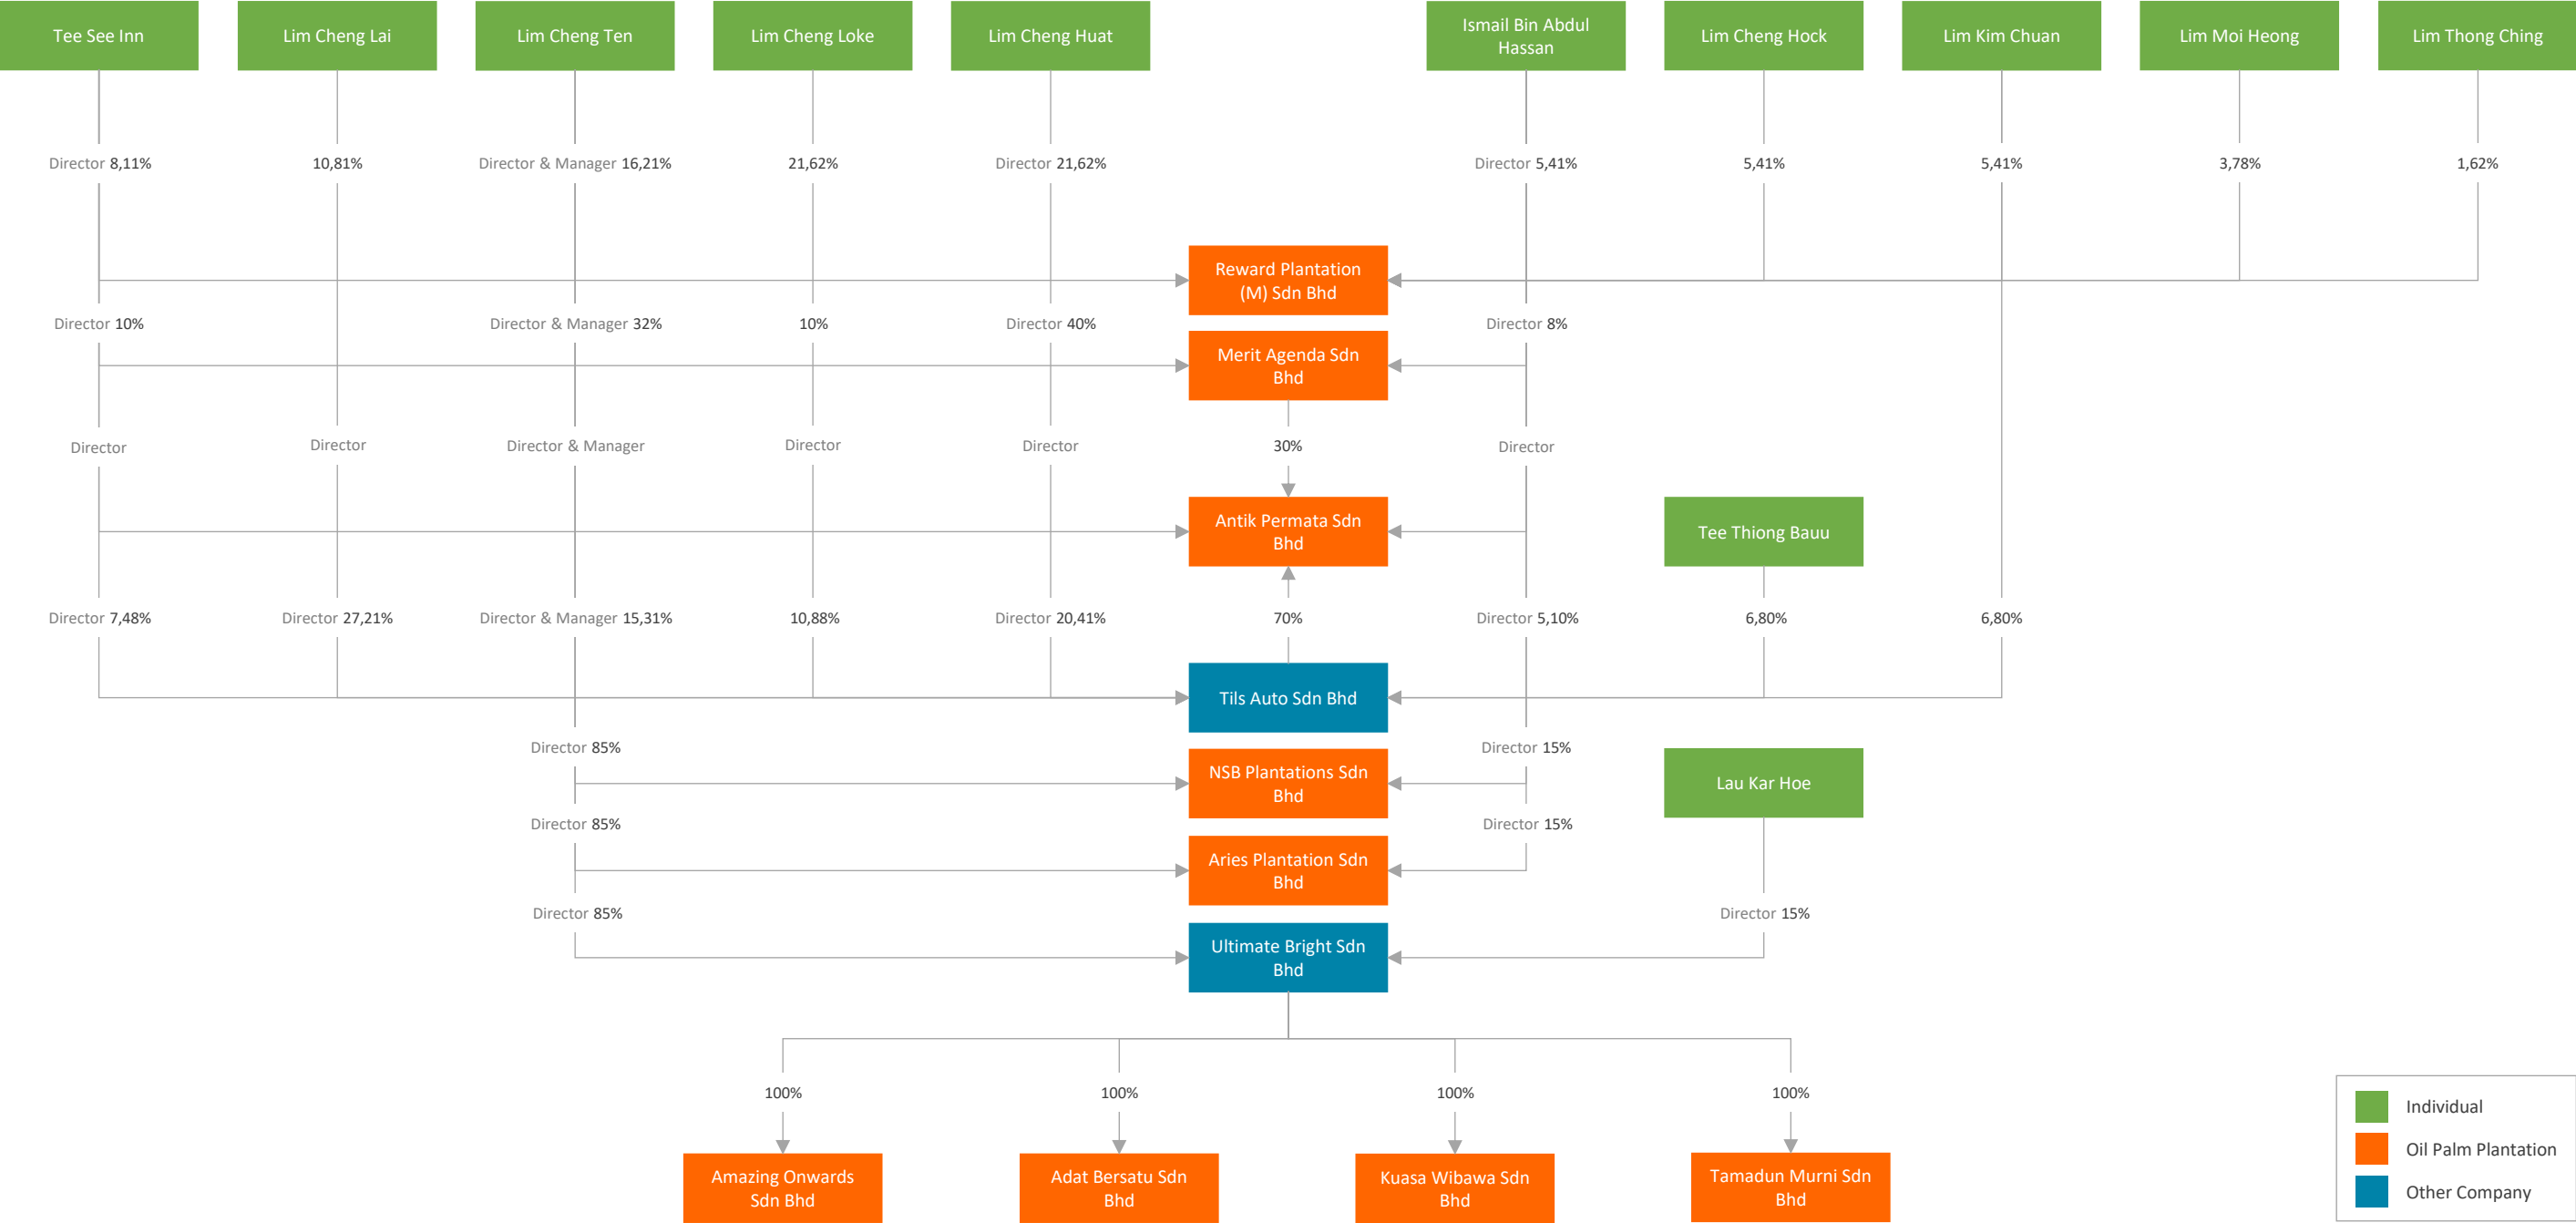 Tee See Inn
Lim Cheng Lai
Lim Cheng Ten
Lim Cheng Loke
Lim Cheng Huat
Ismail Bin Abdul
Hassan
Lim Cheng Hock
Lim Kim Chuan
Lim Moi Heong
Lim Thong Ching
Director 8,11%
10,81%
Director & Manager 16,21%
21,62%
Director 21,62%
Director 5,41%
5,41%
5,41%
3,78%
1,62%
Reward Plantation
(M) Sdn Bhd
Director 10%
Director & Manager 32%
10%
Director 40%
Director 8%
Merit Agenda Sdn
Bhd
Director
Director
Director & Manager
Director
Director
30%
Director
Antik Permata Sdn
Bhd
Tee Thiong Bauu
Director 7,48%
Director 27,21%
Director & Manager 15,31%
10,88%
Director 20,41%
70%
Director 5,10%
6,80%
6,80%
Tils Auto Sdn Bhd
Director 85%
Director 15%
NSB Plantations Sdn
Bhd
Lau Kar Hoe
Director 85%
Director 15%
Aries Plantation Sdn
Bhd
Director 85%
Director 15%
Ultimate Bright Sdn
Bhd
100%
100%
100%
100%
Amazing Onwards
Sdn Bhd
Adat Bersatu Sdn
Bhd
Kuasa Wibawa Sdn
Bhd
Tamadun Murni Sdn
Bhd
Individual
Oil Palm Plantation
Other Company